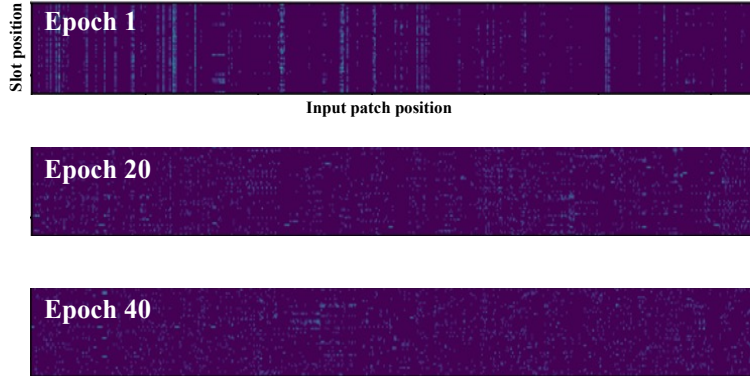 Epoch 1
Slot position
Input patch position
Epoch 20
Epoch 40